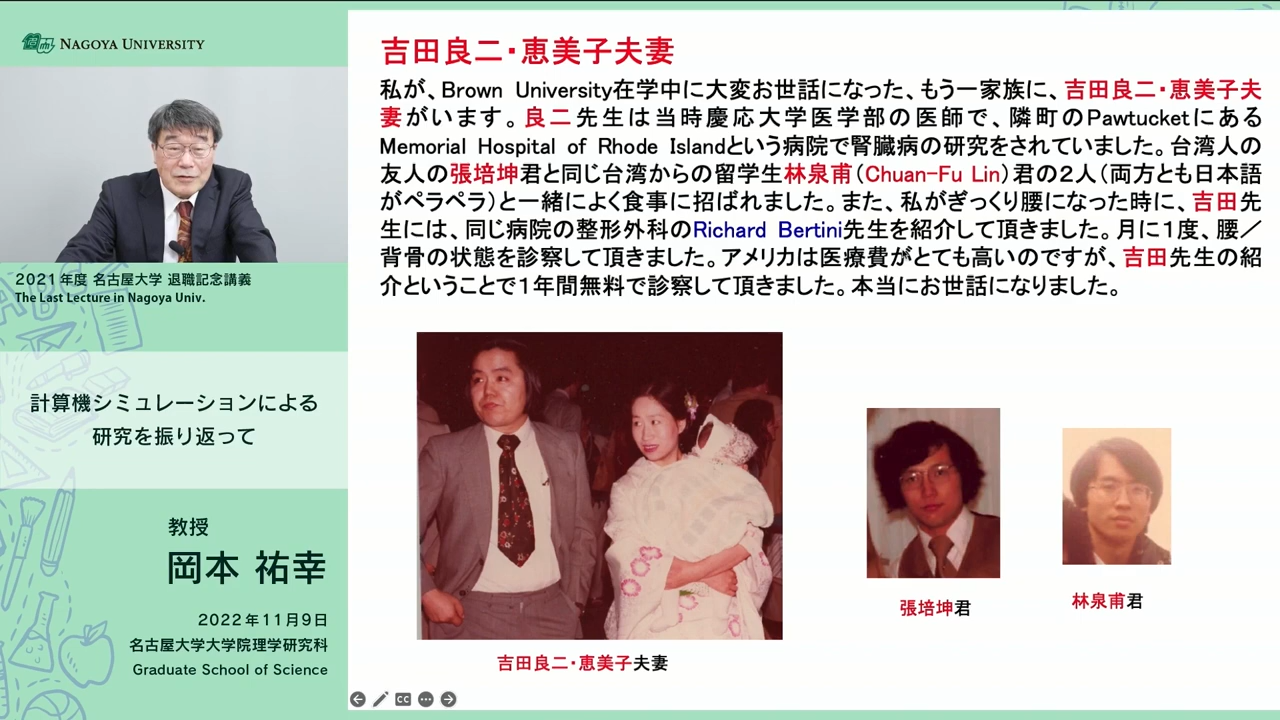 NAGOYA UNIVERSITY
2021年度 名古屋大学 退職記念講義
The Last Lecture in Nagoya Univ.
計算機シミュレーションによる
研究を振り返って
教授
岡本 祐幸
2022年11月9日
名古屋大学大学院理学研究科
Graduate School of Science
吉田良二・恵美子夫妻
私が、Brown University在学中に大変お世話になった、もう一家族に、吉田良二・恵美子夫
妻がいます。良二先生は当時慶応大学医学部の医師で、隣町のPawtucketにある
Memorial Hospital of Rhode Islandという病院で腎臓病の研究をされていました。台湾人の
友人の張培坤君と同じ台湾からの留学生林泉甫(Chuan-Fu Lin)君の2人(両方とも日本語
がペラペラ)と一緒によく食事に招ばれました。また、私がぎっくり腰になった時に、吉田先
生には、同じ病院の整形外科のRichard Bertini先生を紹介して頂きました。月に1度、腰/
背骨の状態を診察して頂きました。アメリカは医療費がとても高いのですが、吉田先生の紹
介ということで1年間無料で診察して頂きました。本当にお世話になりました。
吉田良二・恵美子夫妻
張培坤君
林泉甫君
CC